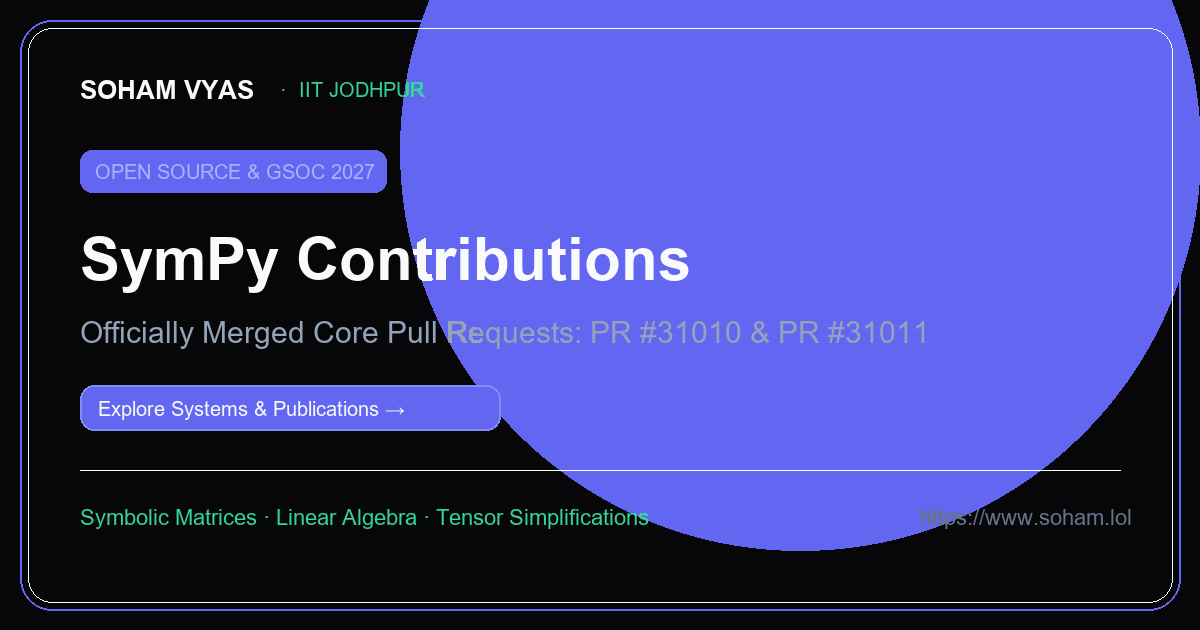 SOHAM VYAS · IIT JODHPUR
OPEN SOURCE & GSOC 2027
SymPy Contributions
Officially Merged Core Pull Requests: PR #31010 & PR #31011
Explore Systems & Publications →
Symbolic Matrices · Linear Algebra · Tensor Simplifications
https://www.soham.lol